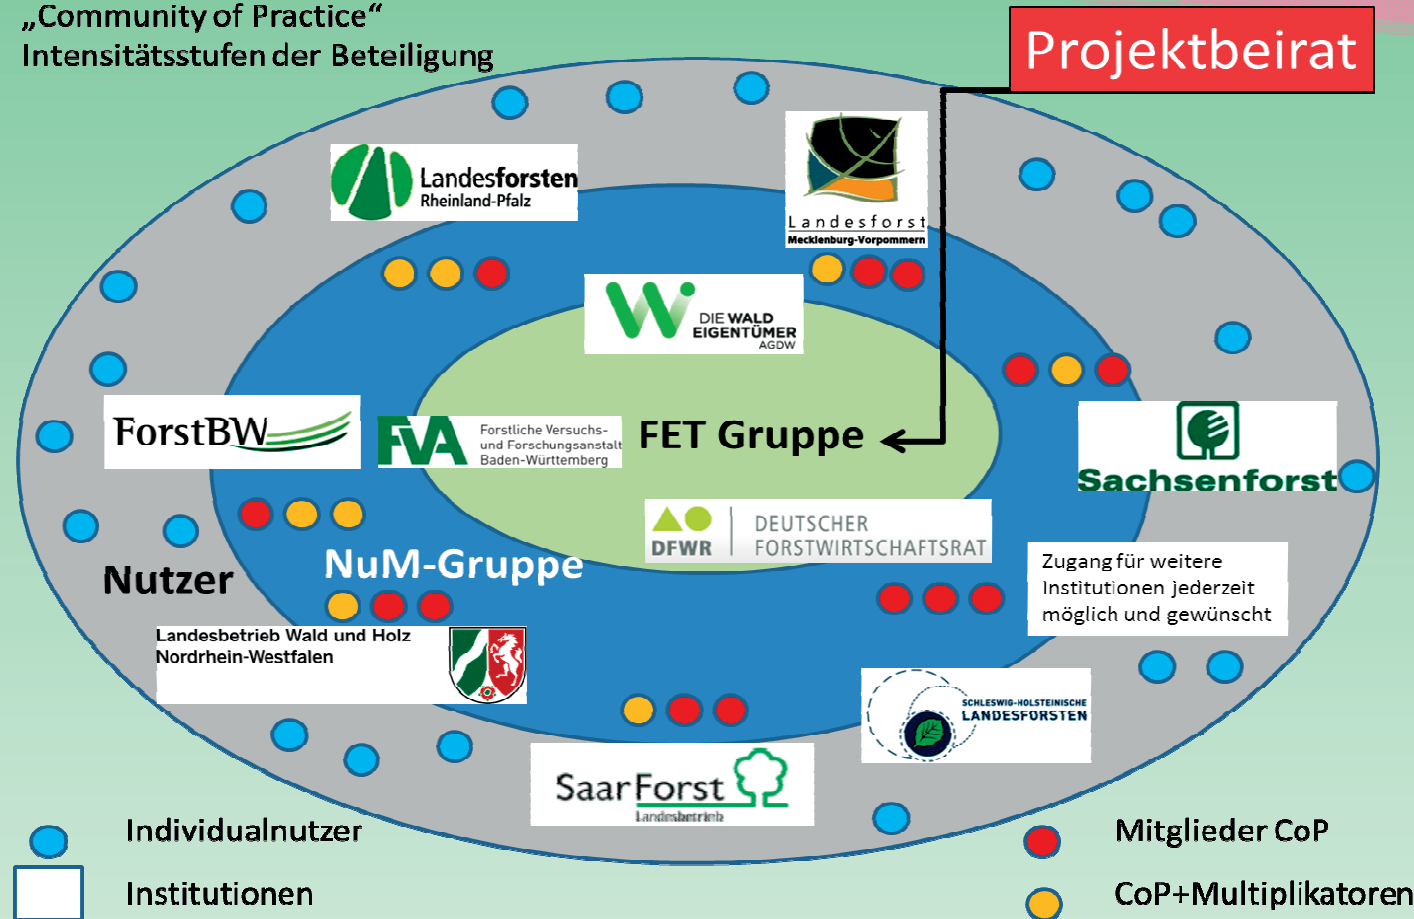 „Community of Practice“
Intensitätsstufen der Beteiligung
Projektbeirat
Landesforsten
Rheinland-Pfalz
Landesforst
Mecklenburg-Vorpommern
DIE WALD
EIGENTÜMER
AGDW
ForstBW
FVA
Forstliche Versuchs-
und Forschungsanstalt
Baden-Württemberg
FET Gruppe
Sachsenforst
DFWR
DEUTSCHER
FORSTWIRTSCHAFTSRAT
Nutzer
NuM-Gruppe
Zugang für weitere
Institutionen jederzeit
möglich und gewünscht
Landesbetrieb Wald und Holz
Nordrhein-Westfalen
SCHLESWIG-HOLSTEINISCHE
LANDESFORSTEN
SaarForst
Landesbetrieb
Individualnutzer
Institutionen
Mitglieder CoP
CoP+Multiplikatoren